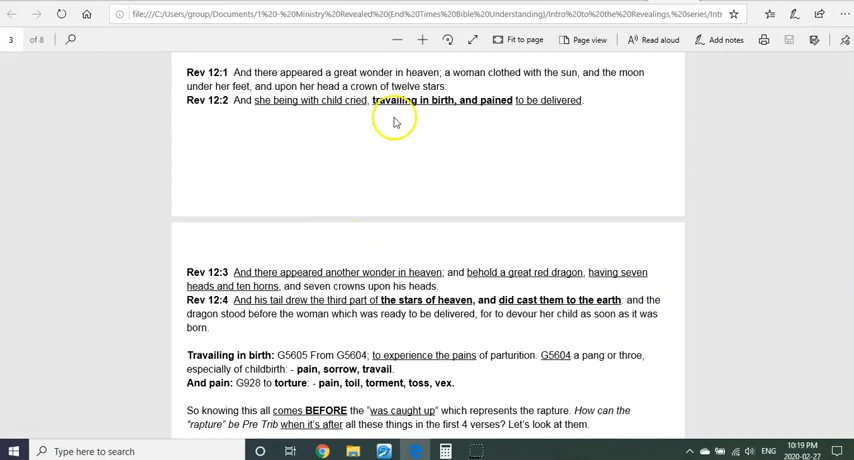 file:///C:/Users/group/Documents/1%20-%20Ministry%20Revealed%20(End%20Times%20Bible%20Understanding)/Intro%20to%20the%20Revealings,%20series/Intr
3 of 8 Fit to page Page view Read aloud Add notes
Rev 12:1 And there appeared a great wonder in heaven; a woman clothed with the sun, and the moon
under her feet, and upon her head a crown of twelve stars:
Rev 12:2 And she being with child cried, travailing in birth, and pained to be delivered.
Rev 12:3 And there appeared another wonder in heaven; and behold a great red dragon, having seven
heads and ten horns, and seven crowns upon his heads.
Rev 12:4 And his tail drew the third part of the stars of heaven, and did cast them to the earth: and the
dragon stood before the woman which was ready to be delivered, for to devour her child as soon as it was
born.
Travailing in birth: G5605 From G5604; to experience the pains of parturition. G5604 a pang or throe,
especially of childbirth: - pain, sorrow, travail.
And pain: G928 to torture: - pain, toil, torment, toss, vex.
So knowing this all comes BEFORE the "was caught up" which represents the rapture. How can the
"rapture" be Pre Trib when it's after all these things in the first 4 verses? Let's look at them.
Type here to search ENG 10:19 PM
2020-02-27